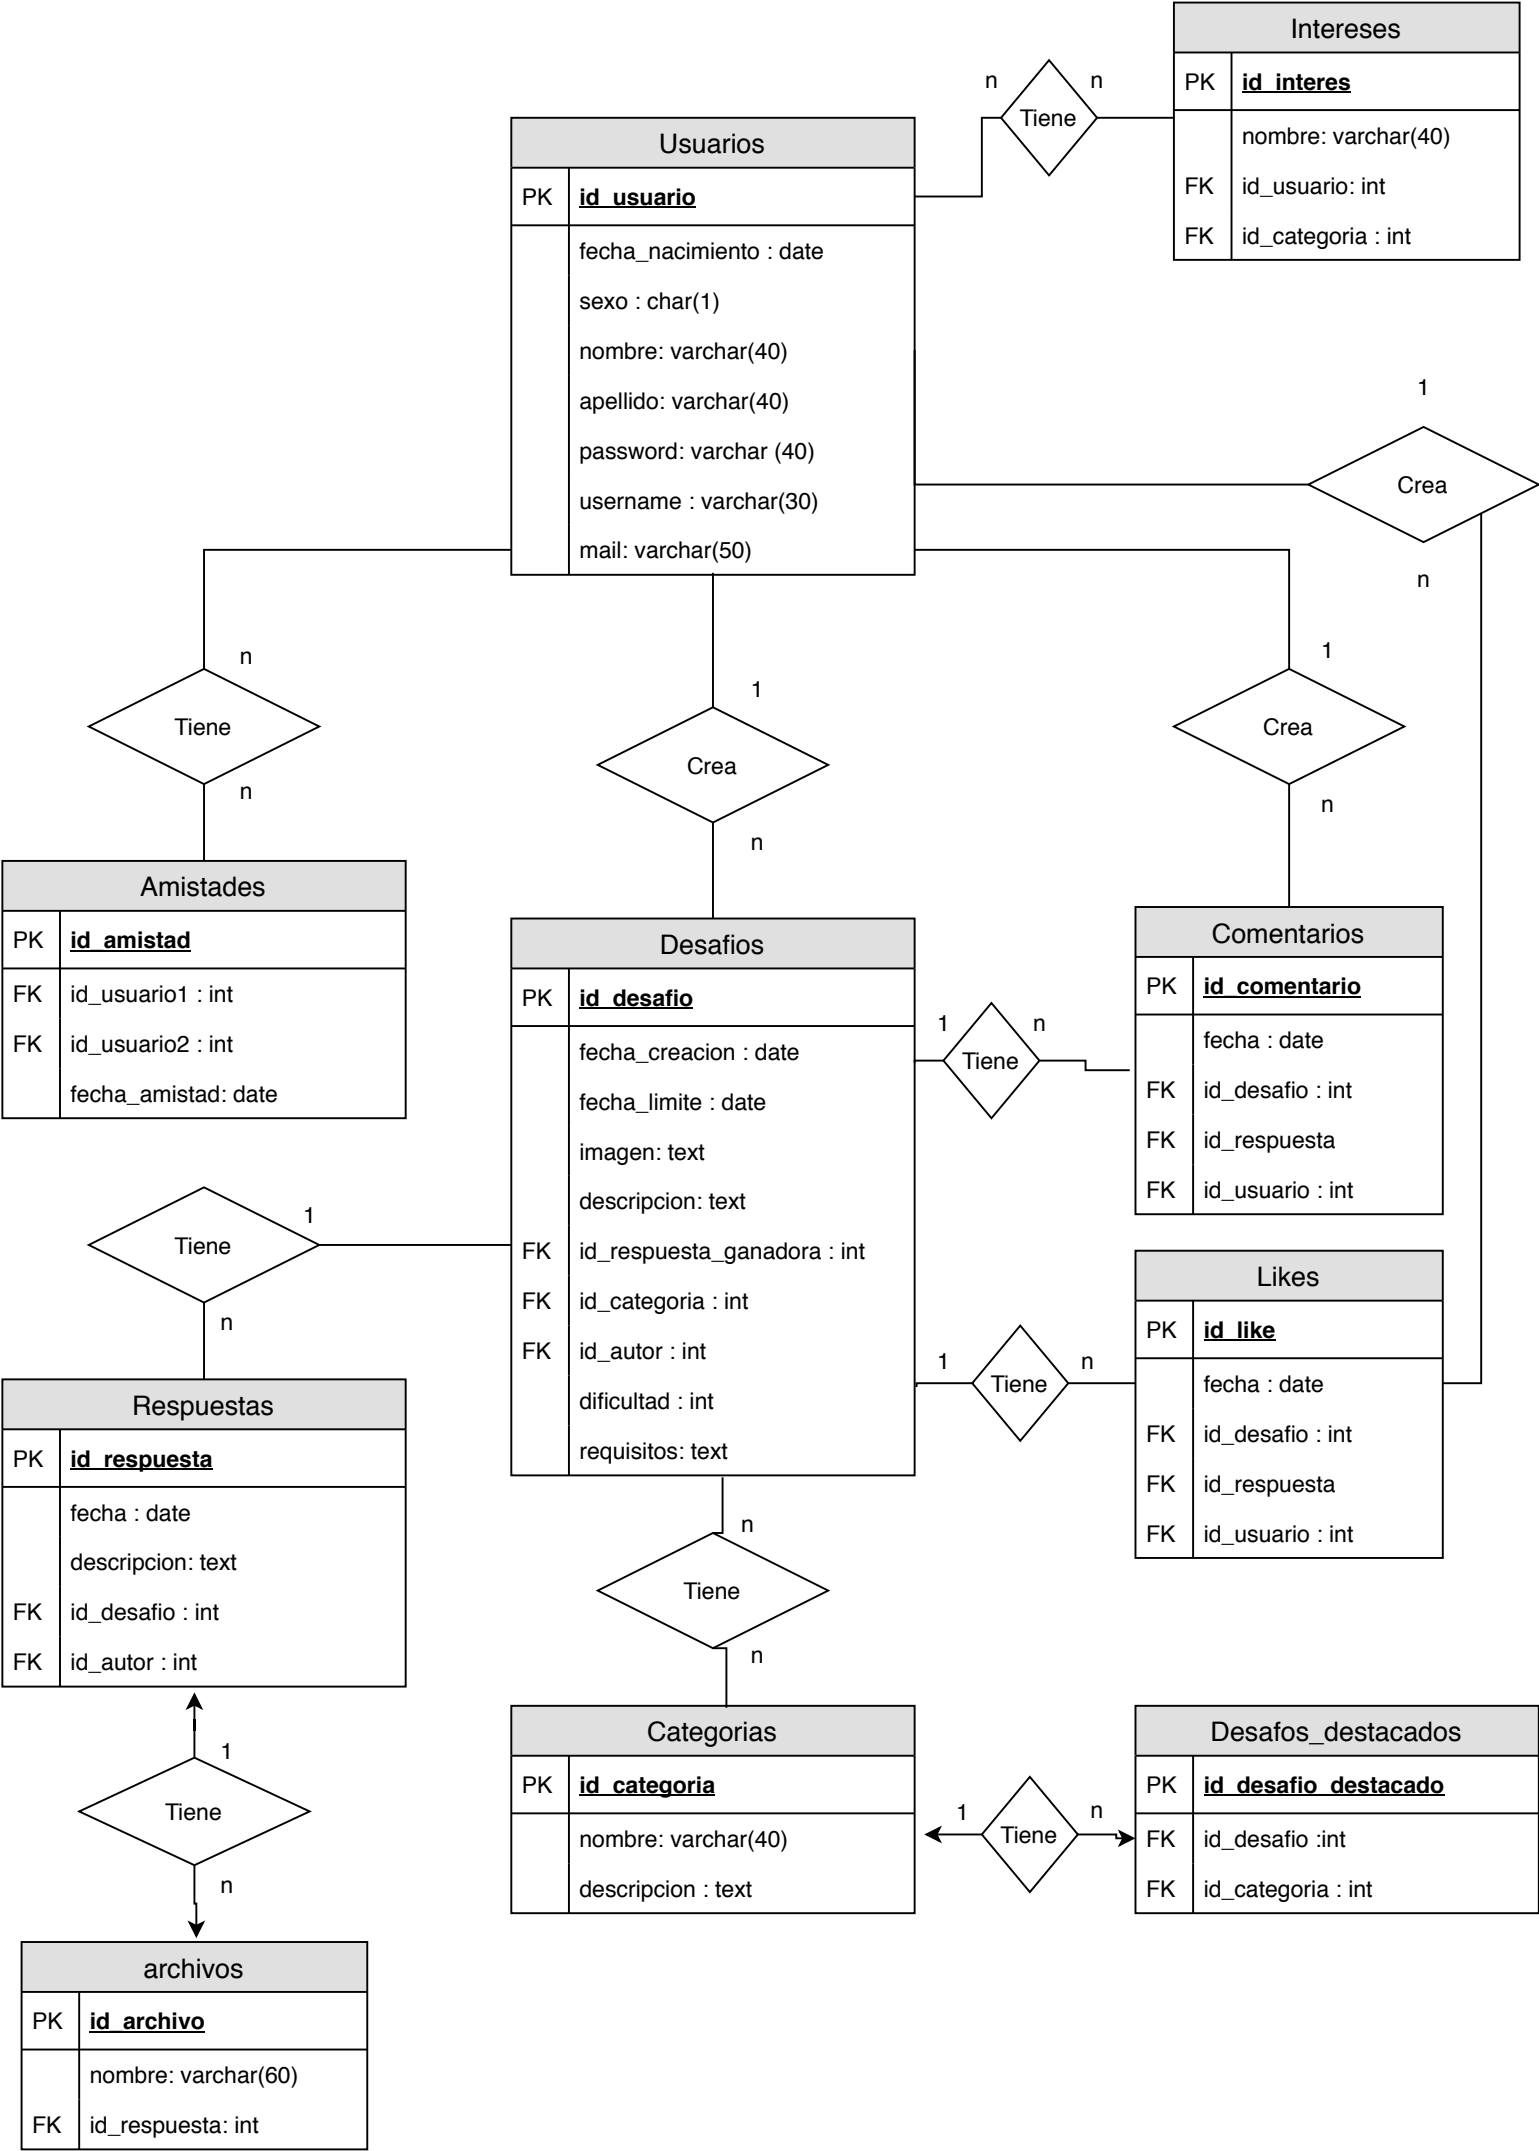 Intereses
PK id_interes
nombre: varchar(40)
FK id_usuario: int
FK id_categoria : int
n Tiene n
Usuarios
PK id_usuario
fecha_nacimiento : date
sexo : char(1)
nombre: varchar(40)
apellido: varchar(40)
password: varchar (40)
username : varchar(30)
mail: varchar(50)
1
Crea
n
n
Tiene
n
1
Crea
n
1
Crea
n
Amistades
PK id_amistad
FK id_usuario1 : int
FK id_usuario2 : int
fecha_amistad: date
Desafios
PK id_desafio
fecha_creacion : date
fecha_limite : date
imagen: text
descripcion: text
FK id_respuesta_ganadora : int
FK id_categoria : int
FK id_autor : int
dificultad : int
requisitos: text
1 Tiene n
Comentarios
PK id_comentario
fecha : date
FK id_desafio : int
FK id_respuesta
FK id_usuario : int
1
Tiene
n
1 Tiene n
Likes
PK id_like
fecha : date
FK id_desafio : int
FK id_respuesta
FK id_usuario : int
Respuestas
PK id_respuesta
fecha : date
descripcion: text
FK id_desafio : int
FK id_autor : int
n
Tiene
n
Categorias
PK id_categoria
nombre: varchar(40)
descripcion : text
1 Tiene n
Desafos_destacados
PK id_desafio_destacado
FK id_desafio :int
FK id_categoria : int
1
Tiene
n
archivos
PK id_archivo
nombre: varchar(60)
FK id_respuesta: int